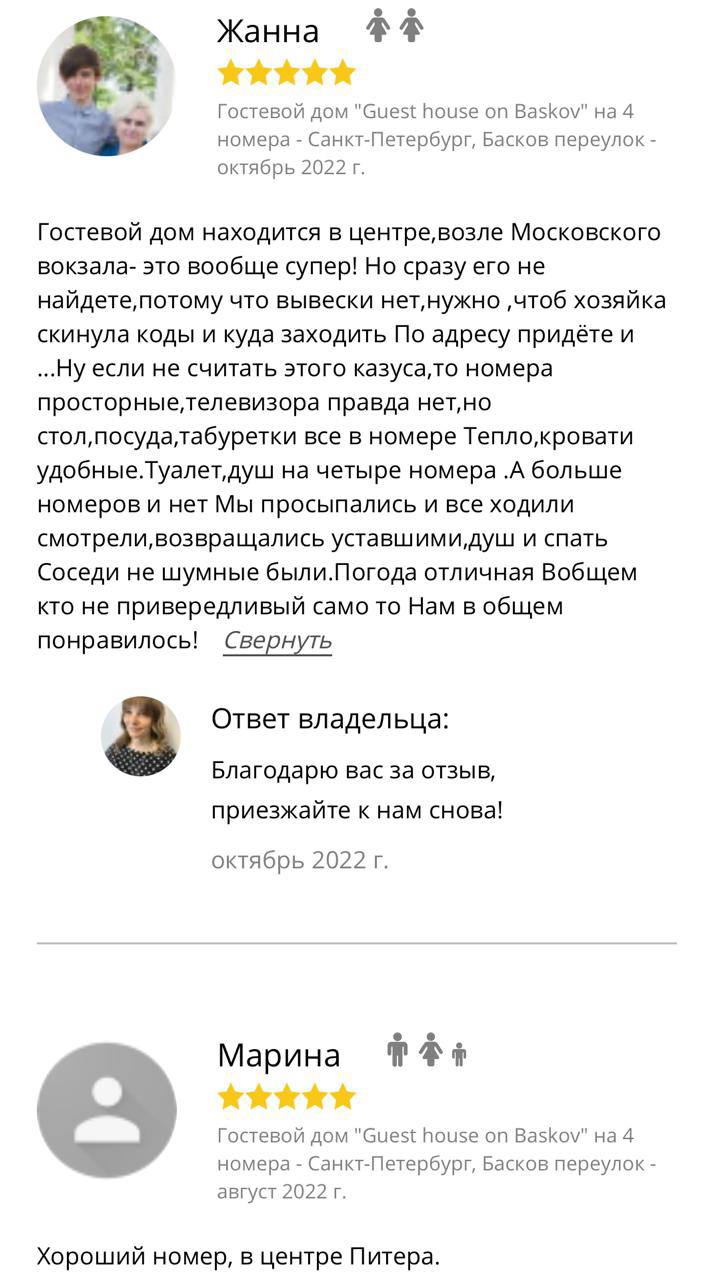 Жанна
Гостевой дом "Guest house on Baskov" на 4
номера - Санкт-Петербург, Басков переулок -
октябрь 2022 г.
Гостевой дом находится в центре,возле Московского
вокзала- это вообще супер! Но сразу его не
найдете,потому что вывески нет,нужно ,чтоб хозяйка
скинула коды и куда заходить По адресу придёте и
...Ну если не считать этого казуса,то номера
просторные,телевизора правда нет,но
стол,посуда,табуретки все в номере Тепло,кровати
удобные.Туалет,душ на четыре номера .А больше
номеров и нет Мы просыпались и все ходили
смотрели,возвращались уставшими,душ и спать
Соседи не шумные были.Погода отличная Вобщем
кто не привередливый само то Нам в общем
понравилось! Свернуть
Ответ владельца:
Благодарю вас за отзыв,
приезжайте к нам снова!
октябрь 2022 г.
Марина
Гостевой дом "Guest house on Baskov" на 4
номера - Санкт-Петербург, Басков переулок -
август 2022 г.
Хороший номер, в центре Питера.